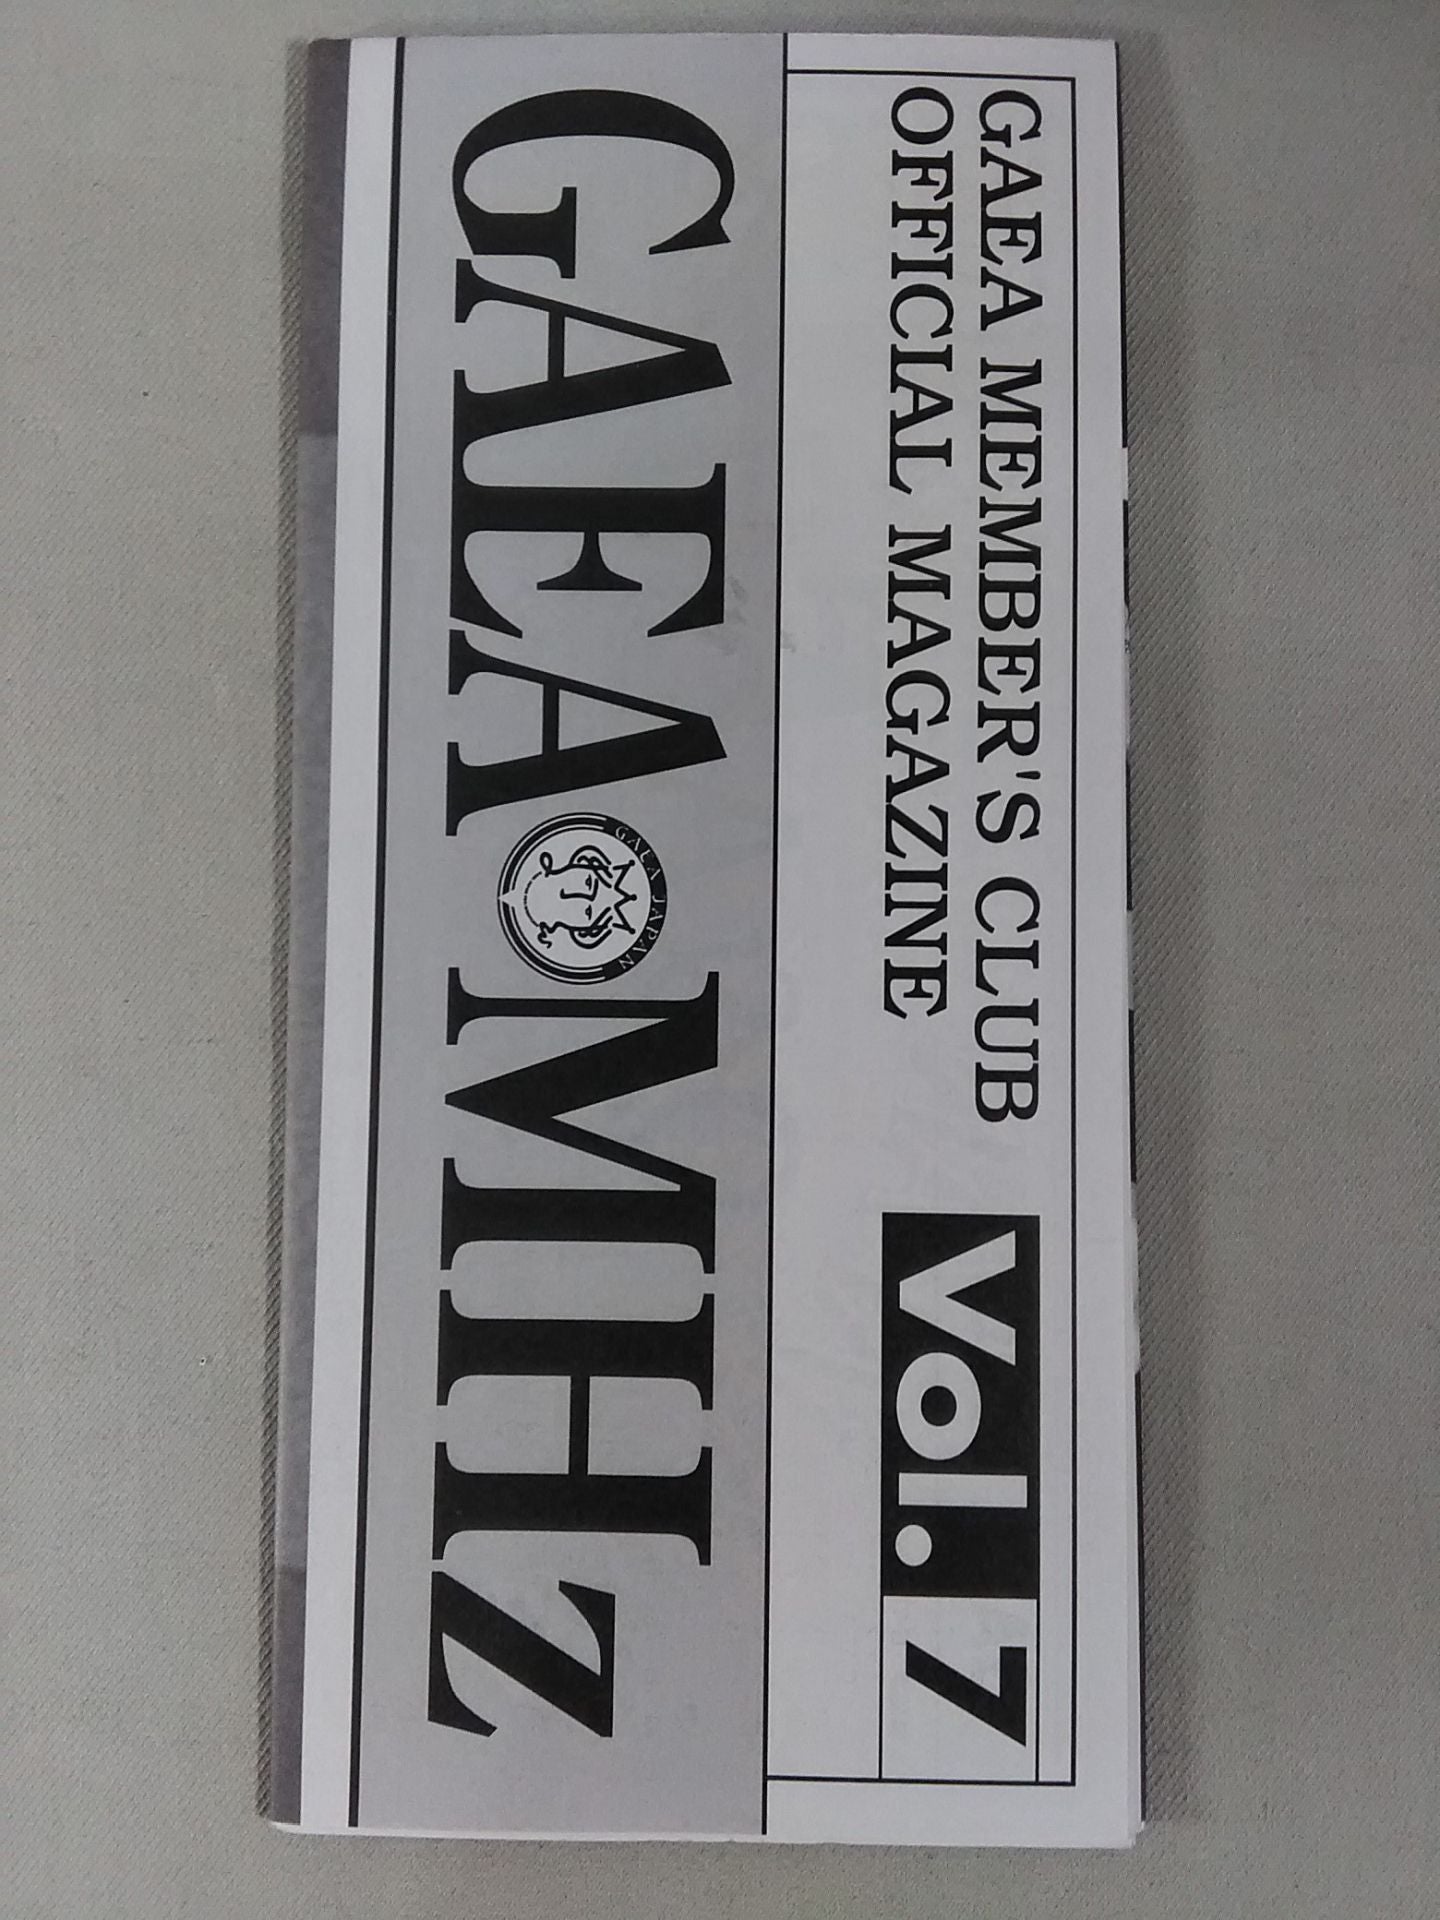 GAEA MEMBER'S CLUB
OFFICIAL MAGAZINE
Vol. 7
GAEA MHz
GAEA JAPAN